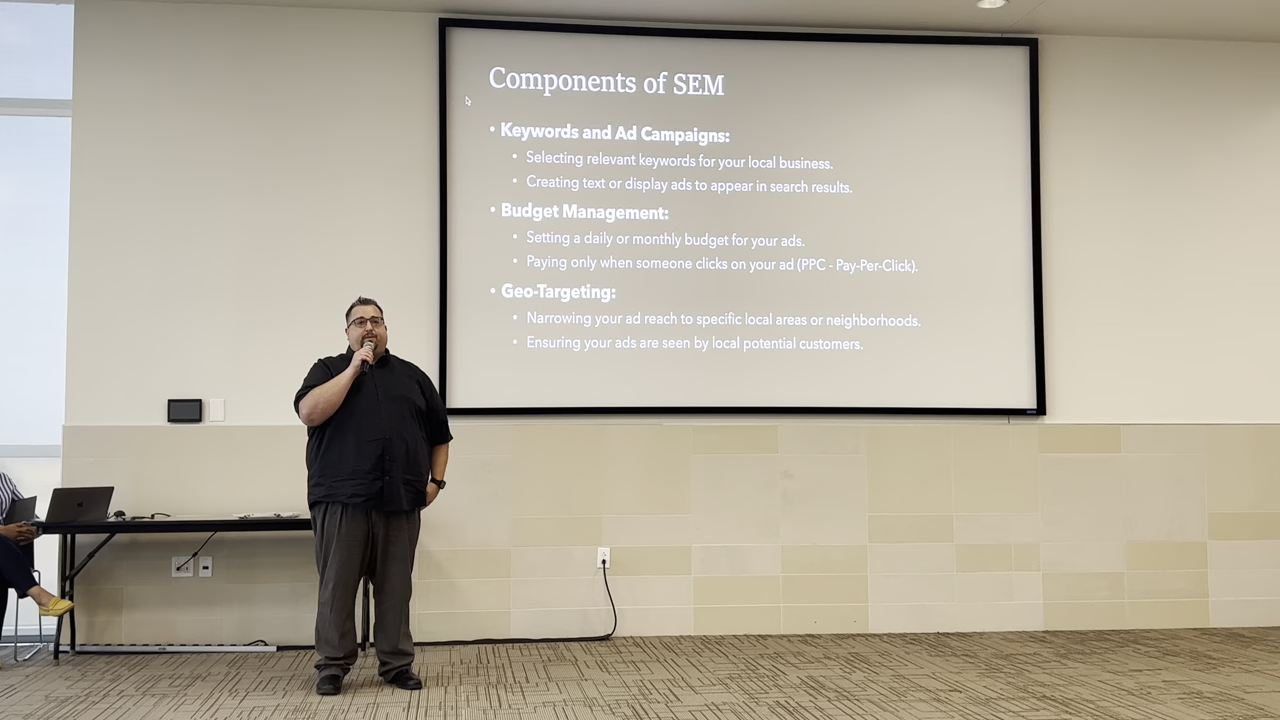 Components of SEM
• Keywords and Ad Campaigns:
• Selecting relevant keywords for your local business.
• Creating text or display ads to appear in search results.
• Budget Management:
• Setting a daily or monthly budget for your ads.
• Paying only when someone clicks on your ad (PPC - Pay-Per-Click).
• Geo-Targeting:
• Narrowing your ad reach to specific local areas or neighborhoods.
• Ensuring your ads are seen by local potential customers.